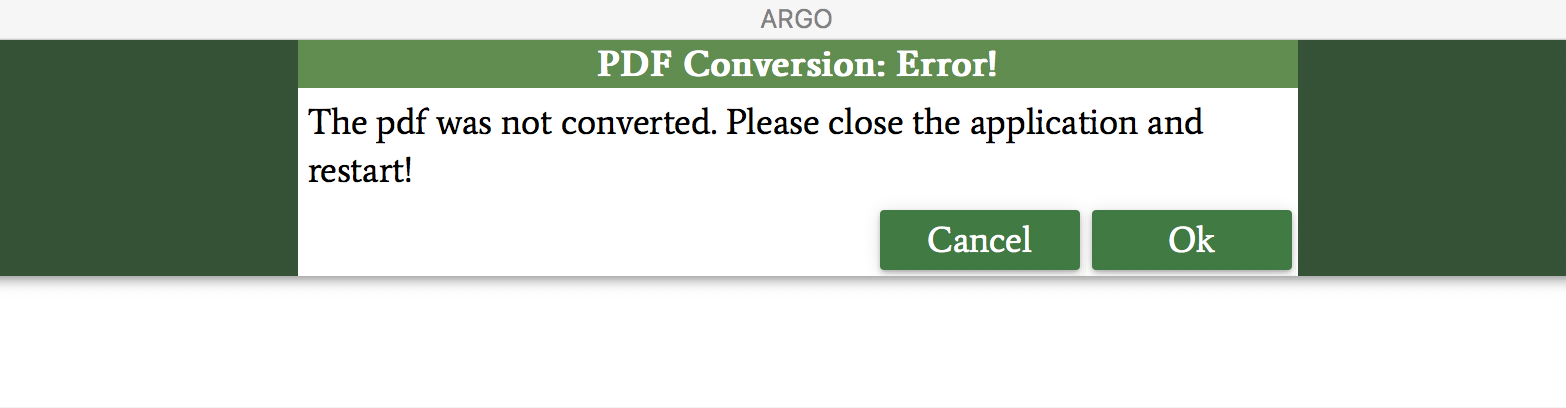 ARGO
PDF Conversion: Error!
The pdf was not converted. Please close the application and
restart!
Cancel Ok